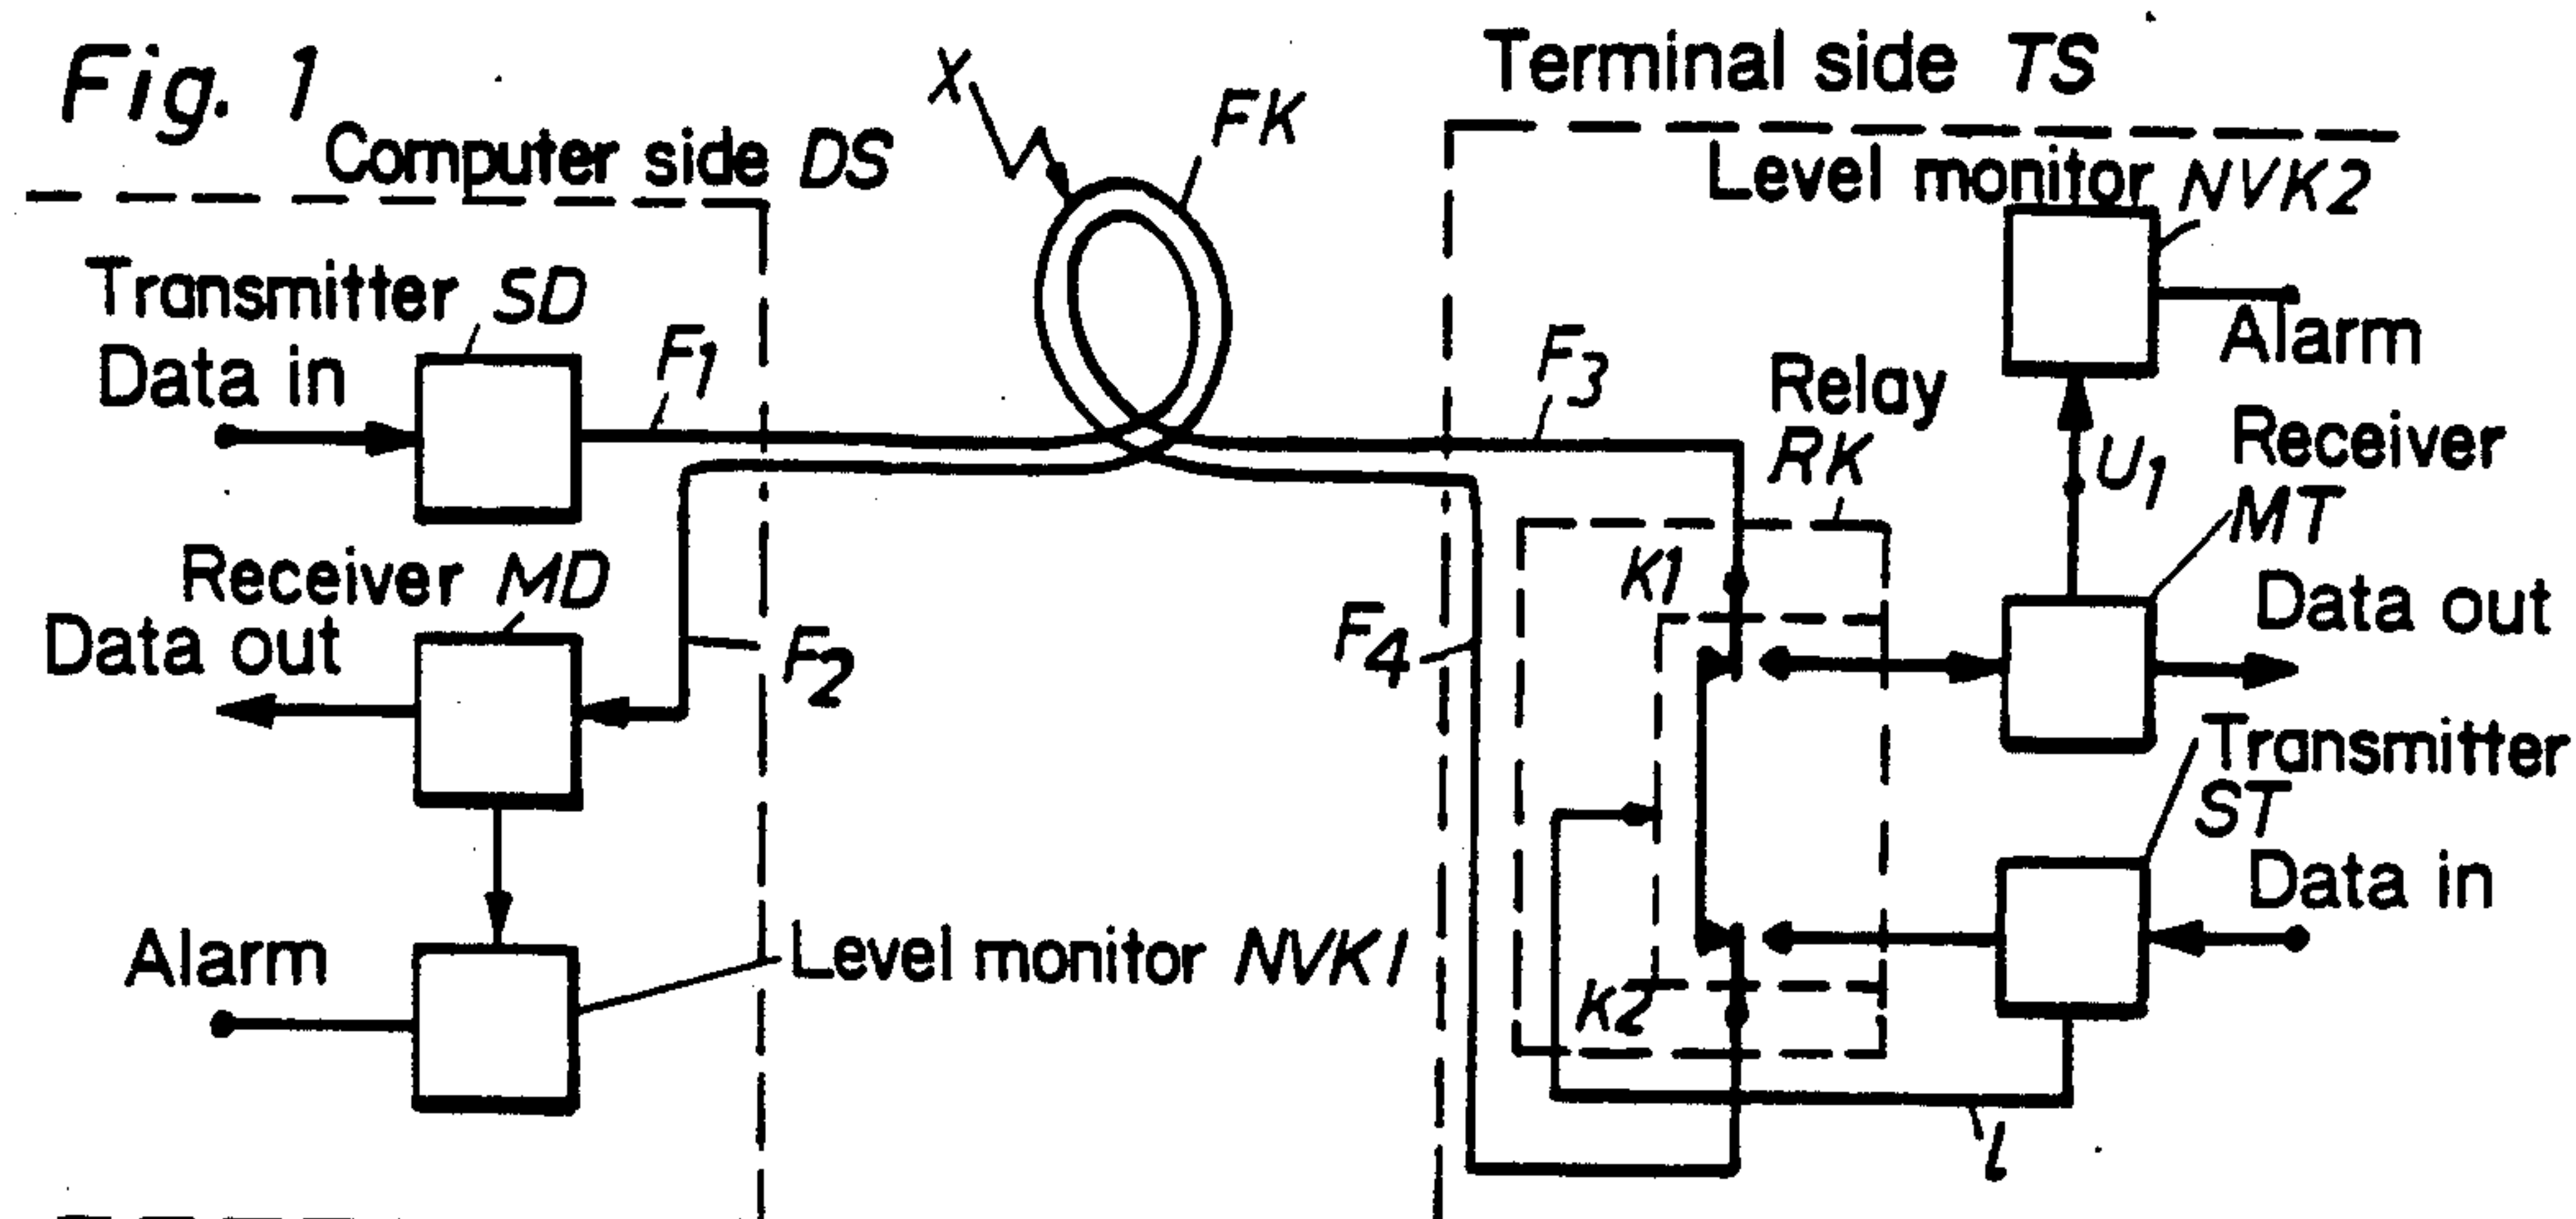 Fig. 1
Computer side DS
X
FK
Terminal side TS
Level monitor NVK2
Transmitter SD
Data in
F1
F3
Relay
RK
Alarm
U1
Receiver
MT
Data out
Receiver MD
Data out
F2
F4
K1
Transmitter
ST
Data in
Alarm
Level monitor NVK1
K2
l